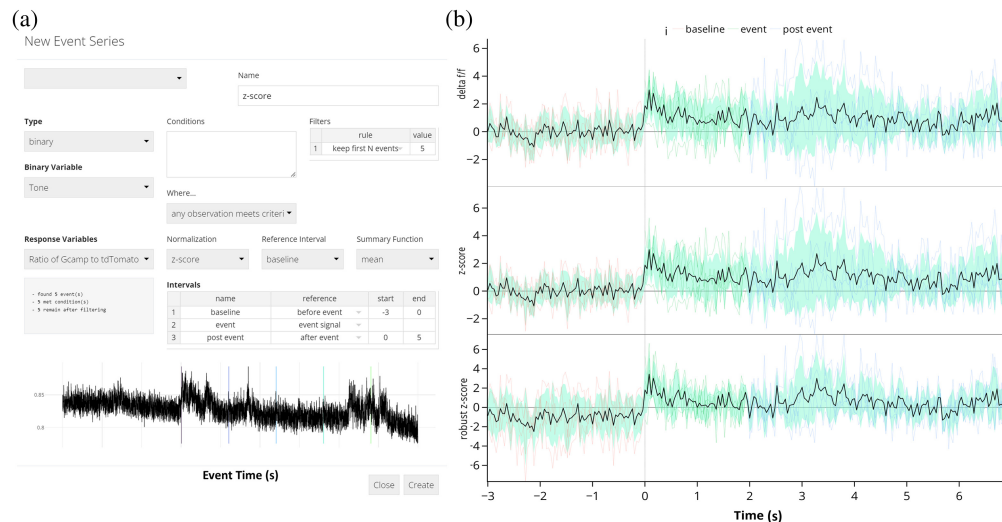 (a)
New Event Series
Name
z-score
Type
Conditions
Filters
binary
rule value
1 keep first N events 5
Binary Variable
Tone
Where...
any observation meets criteri
Response Variables
Normalization
Reference Interval
Summary Function
Ratio of Gcamp to tdTomato
z-score
baseline
mean
- found 5 event(s)
- 5 met condition(s)
- 5 remain after filtering
Intervals
name reference start end
1 baseline before event -3 0
2 event event signal
3 post event after event 0 5
0.85
0.8
Event Time (s)
Close Create
(b)
i baseline event post event
delta f/f
6
4
2
0
−2
z-score
6
4
2
0
−2
robust z-score
6
4
2
0
−2
−4
−6
−3 −2 −1 0 1 2 3 4 5 6
Time (s)